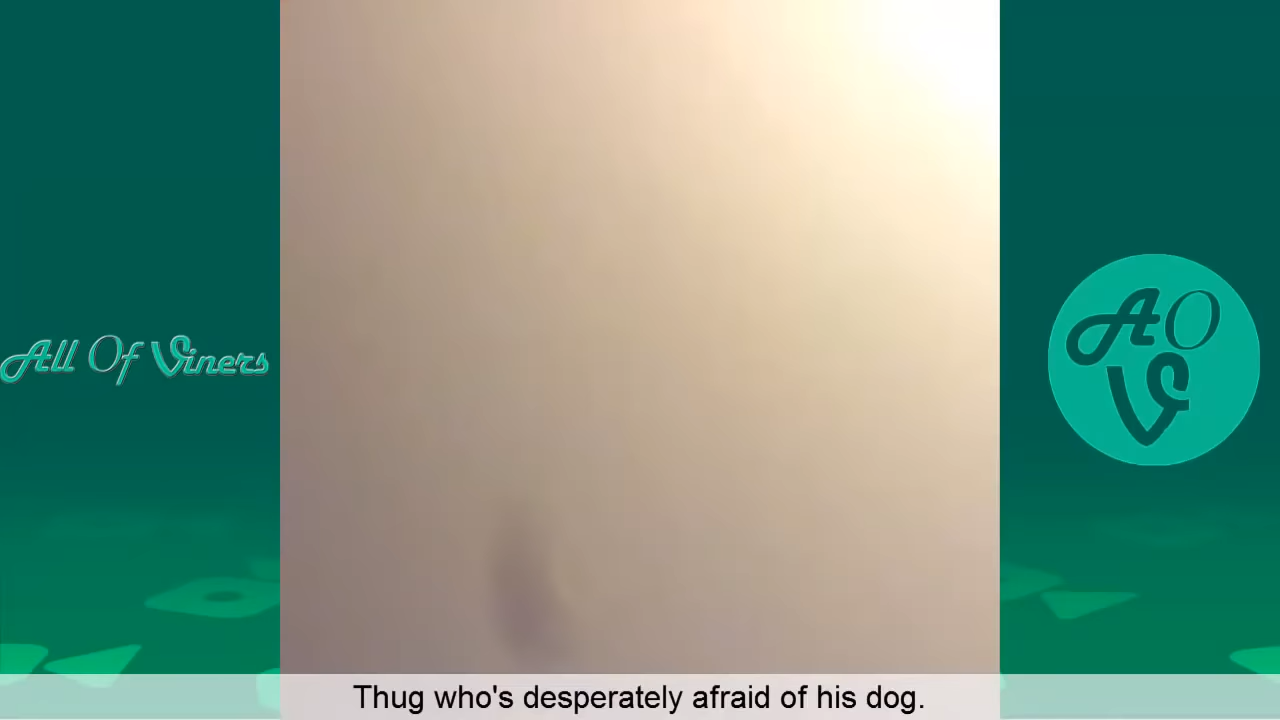 All Of Viners
AO
V
Thug who's desperately afraid of his dog.